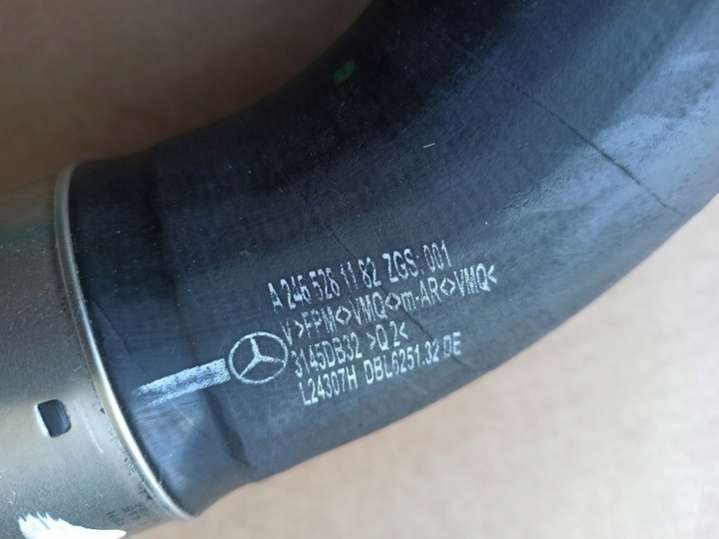 A 246 528 11 82 ZGS. 001
V>FPM<>VMQ<>m-AR<>VMQ<
3145DB32 >Q 2<
L24307H DBL6251.32 DE